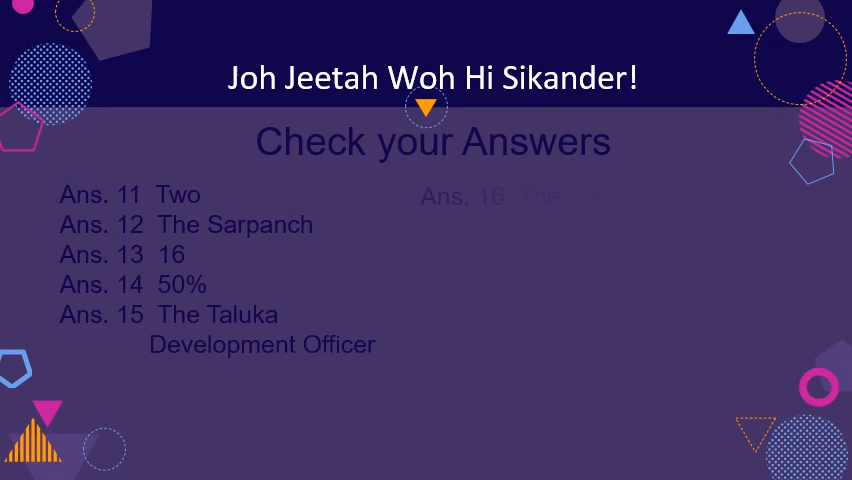 Joh Jeetah Woh Hi Sikander!
Check your Answers
Ans. 11 Two
Ans. 12 The Sarpanch
Ans. 13 16
Ans. 14 50%
Ans. 15 The Taluka
Development Officer
Ans. 16 The